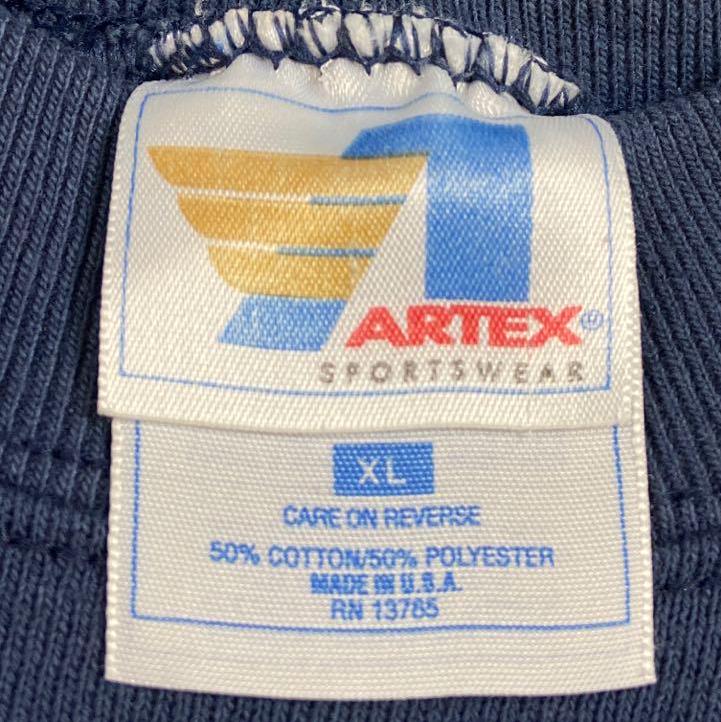 ARTEX®
SPORTSWEAR
XL
CARE ON REVERSE
50% COTTON/50% POLYESTER
MADE IN U.S.A.
RN 13765